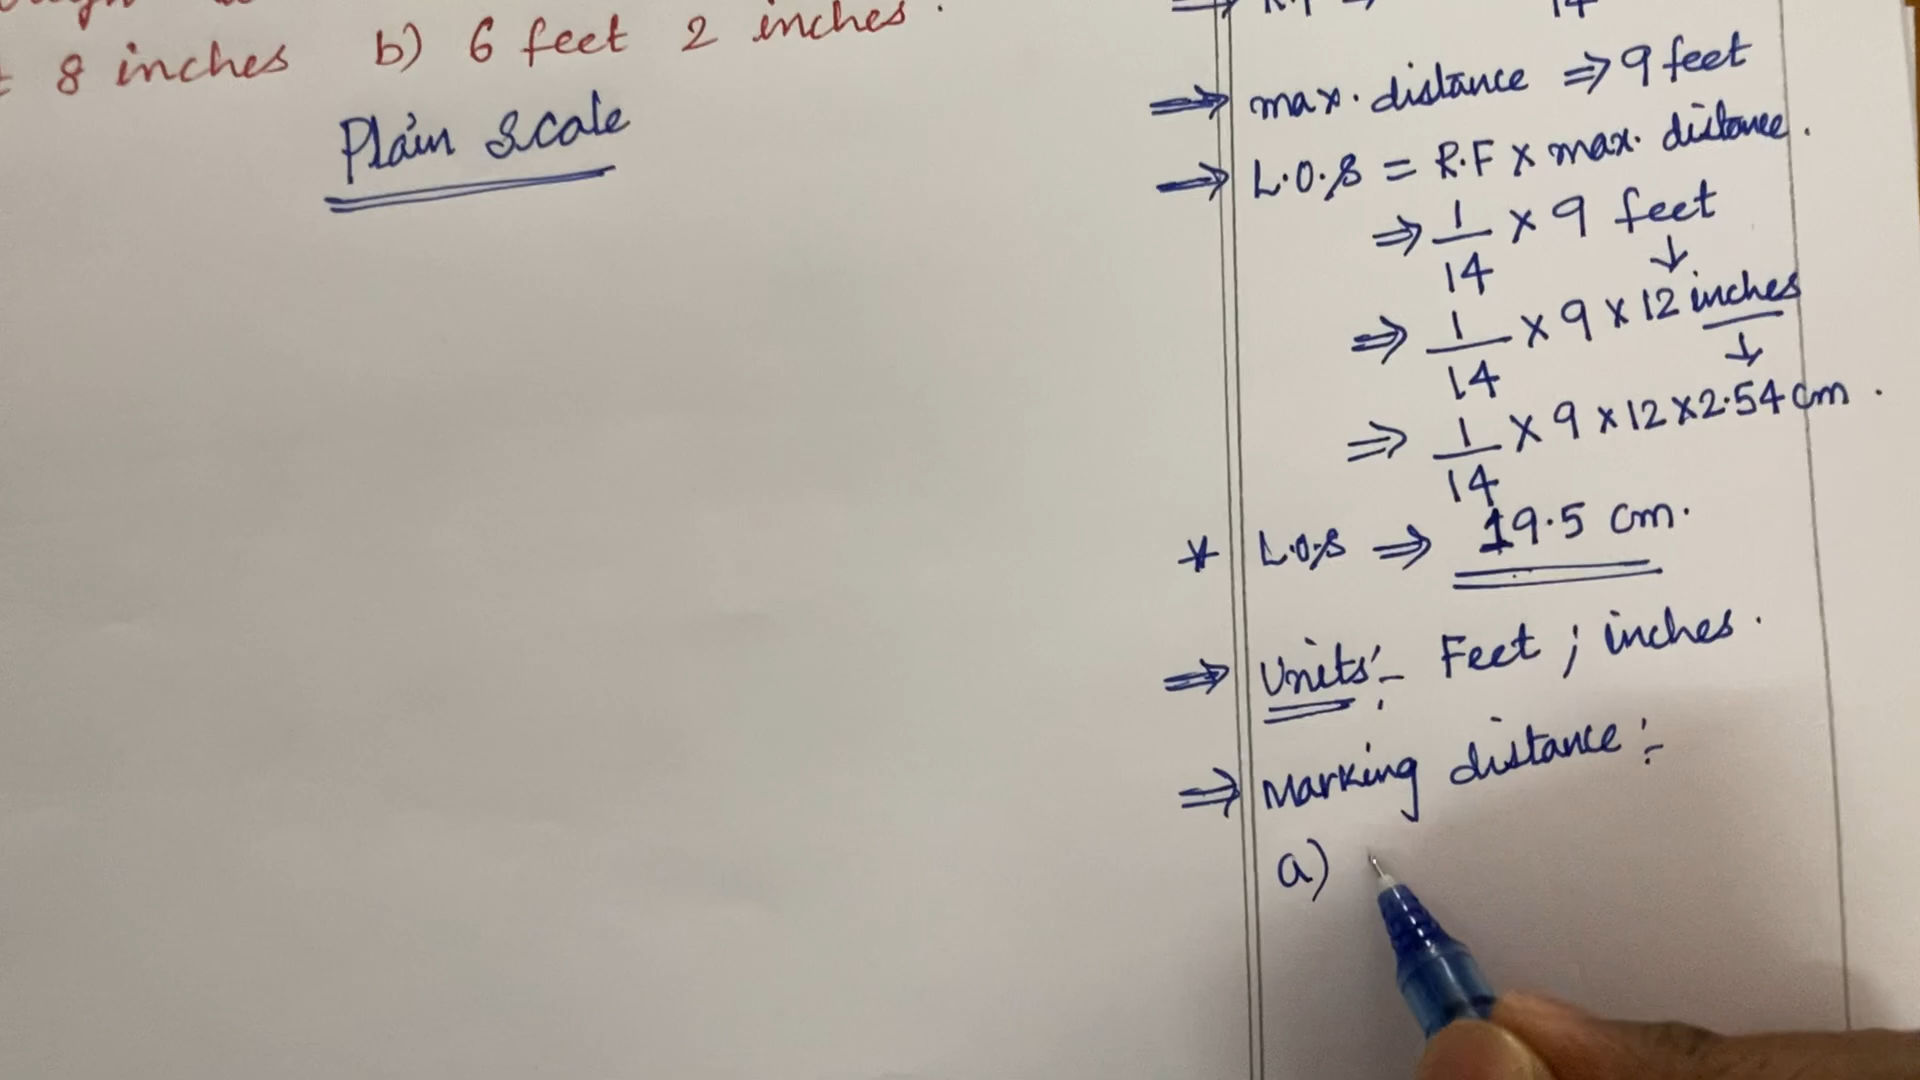 8 inches b) 6 feet 2 inches.
Plain Scale
14
⇒ max. distance ⇒ 9 feet
⇒ L.O.S = R.F × max. distance.
⇒ 1/14 × 9 feet
↓
⇒ 1/14 × 9 × 12 inches
↓
⇒ 1/14 × 9 × 12 × 2.54 cm.
* L.O.S ⇒ 19.5 cm.
⇒ Units:- Feet ; inches.
⇒ Marking distance:-
a)